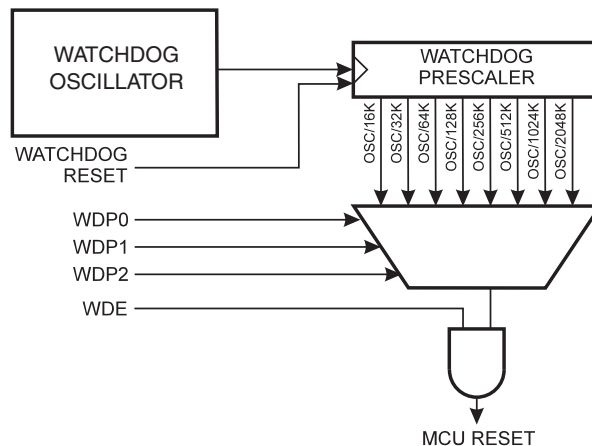 WATCHDOG
OSCILLATOR
WATCHDOG
PRESCALER
OSC/16K
OSC/32K
OSC/64K
OSC/128K
OSC/256K
OSC/512K
OSC/1024K
OSC/2048K
WATCHDOG
RESET
WDP0
WDP1
WDP2
WDE
MCU RESET